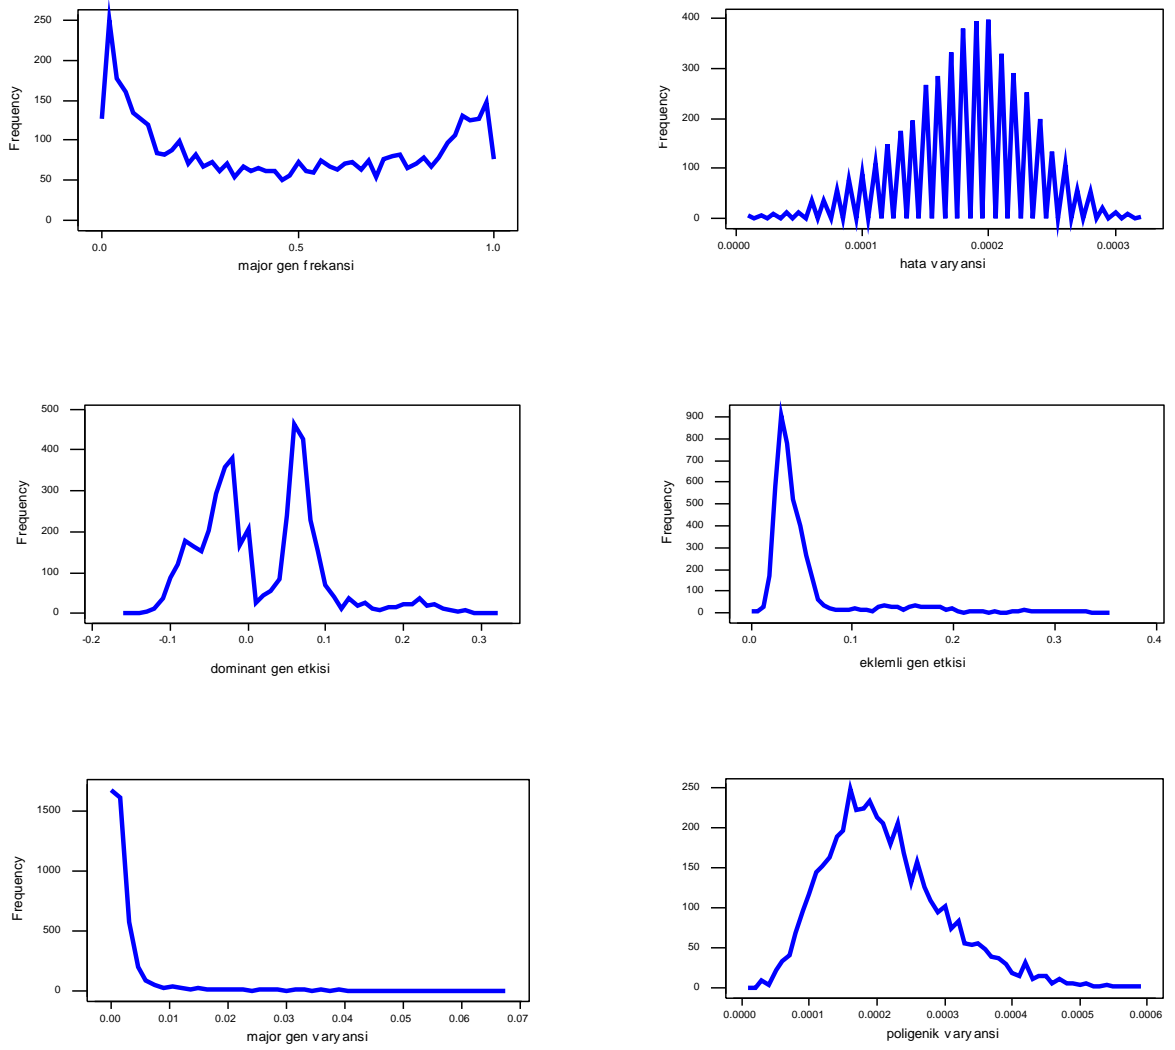 250
200
150
100
50
0
Frequency
0.0 0.5 1.0
major gen frekansi
400
300
200
100
0
Frequency
0.0000 0.0001 0.0002 0.0003
hata varyansi
500
400
300
200
100
0
Frequency
-0.2 -0.1 0.0 0.1 0.2 0.3
dominant gen etkisi
900
800
700
600
500
400
300
200
100
0
Frequency
0.0 0.1 0.2 0.3 0.4
eklemli gen etkisi
1500
1000
500
0
Frequency
0.00 0.01 0.02 0.03 0.04 0.05 0.06 0.07
major gen varyansi
250
200
150
100
50
0
Frequency
0.0000 0.0001 0.0002 0.0003 0.0004 0.0005 0.0006
poligenik varyansi